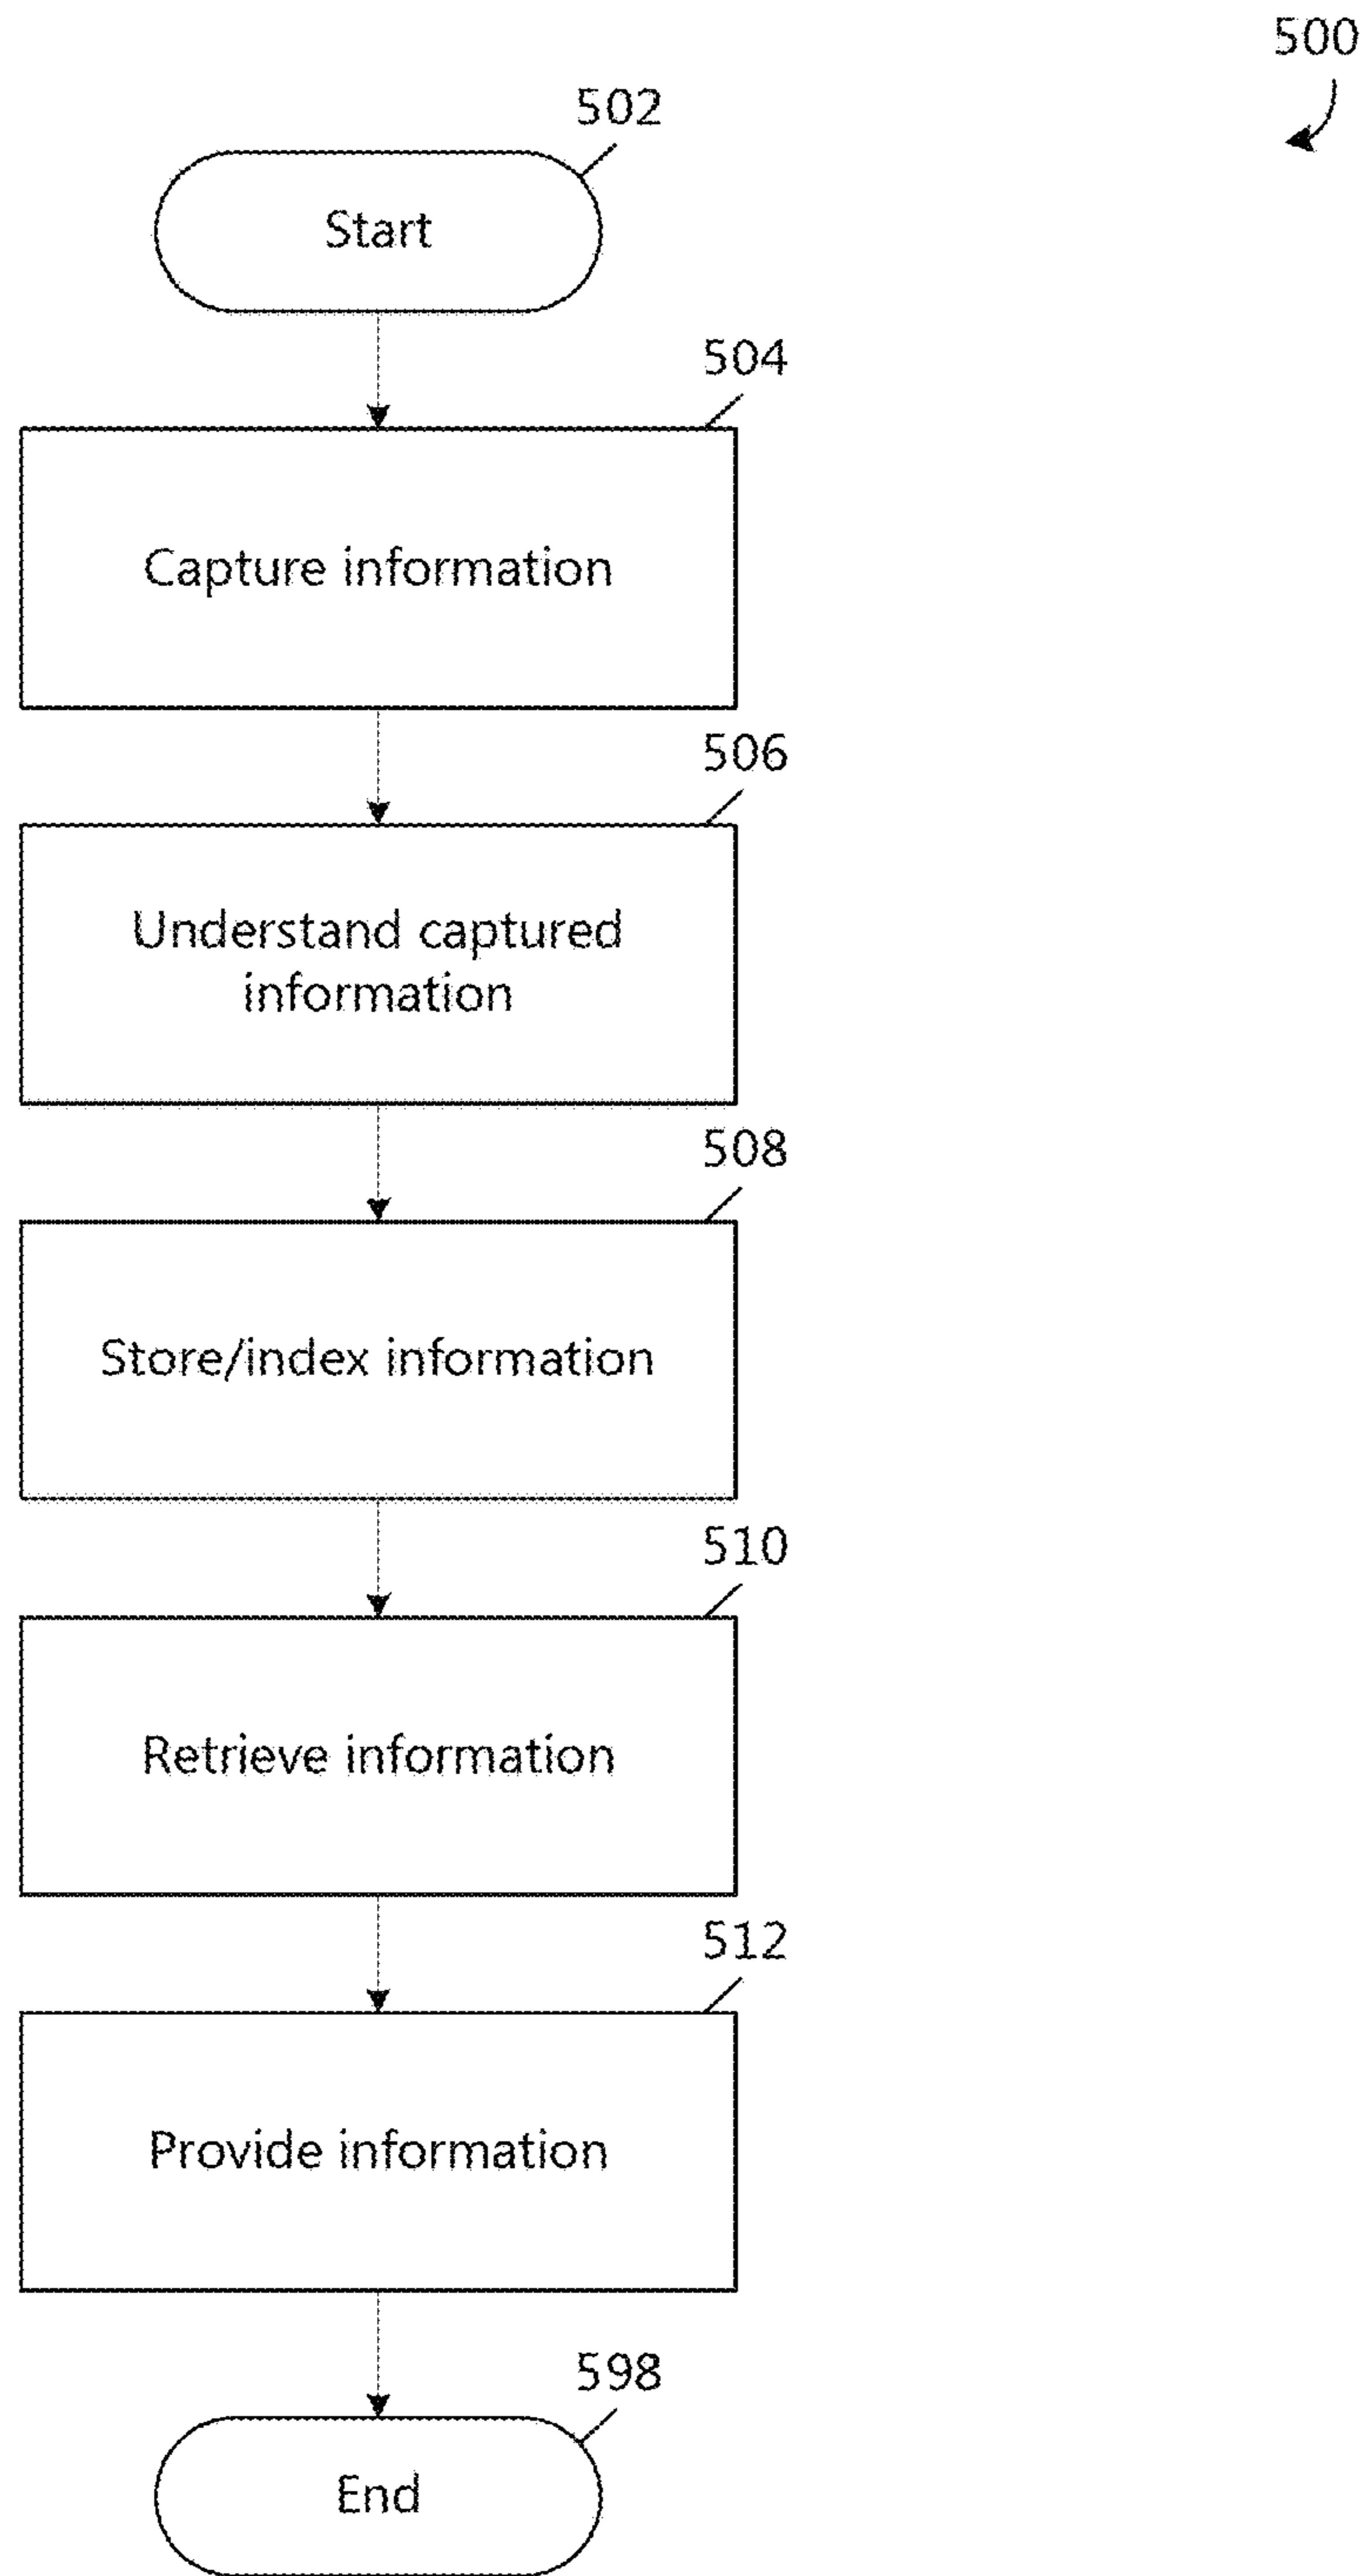 500
502
Start
504
Capture information
506
Understand captured
information
508
Store/index information
510
Retrieve information
512
Provide information
598
End